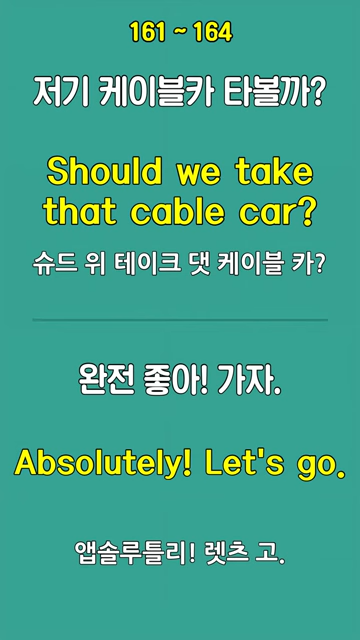 161 ~ 164
저기 케이블카 타볼까?
Should we take
that cable car?
슈드 위 테이크 댓 케이블 카?
완전 좋아! 가자.
Absolutely! Let's go.
앱솔루틀리! 렛츠 고.